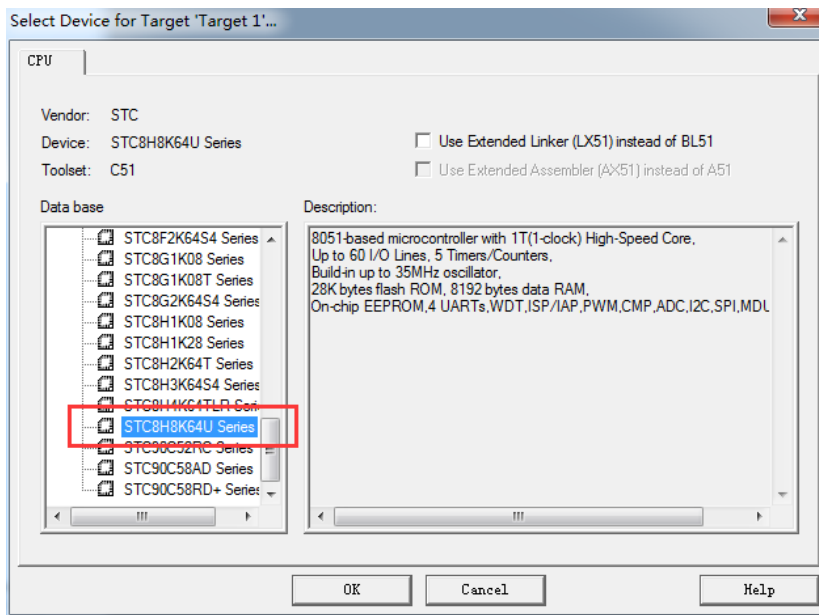 Select Device for Target 'Target 1'...
CPU
Vendor: STC
Device: STC8H8K64U Series
Toolset: C51
Use Extended Linker (LX51) instead of BL51
Use Extended Assembler (AX51) instead of A51
Data base
STC8F2K64S4 Series
STC8G1K08 Series
STC8G1K08T Series
STC8G2K64S4 Series
STC8H1K08 Series
STC8H1K28 Series
STC8H2K64T Series
STC8H3K64S4 Series
STC8H4K64TLR Seri
STC8H8K64U Series
STC90C52RC Series
STC90C58AD Series
STC90C58RD+ Series
Description:
8051-based microcontroller with 1T(1-clock) High-Speed Core,
Up to 60 I/O Lines, 5 Timers/Counters,
Build-in up to 35MHz oscillator,
28K bytes flash ROM, 8192 bytes data RAM,
On-chip EEPROM,4 UARTs,WDT,ISP/IAP,PWM,CMP,ADC,I2C,SPI,MDU
OK
Cancel
Help